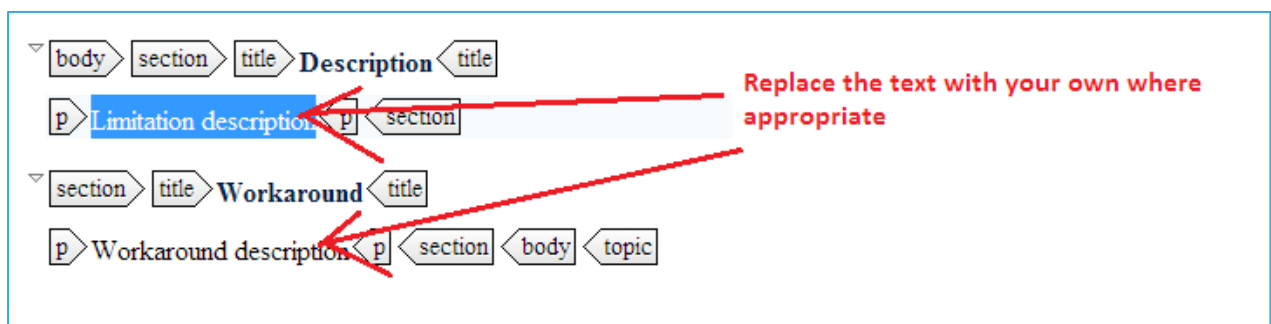 body section title Description title
Replace the text with your own where
appropriate
p Limitation description p section
section title Workaround title
p Workaround description p section body topic